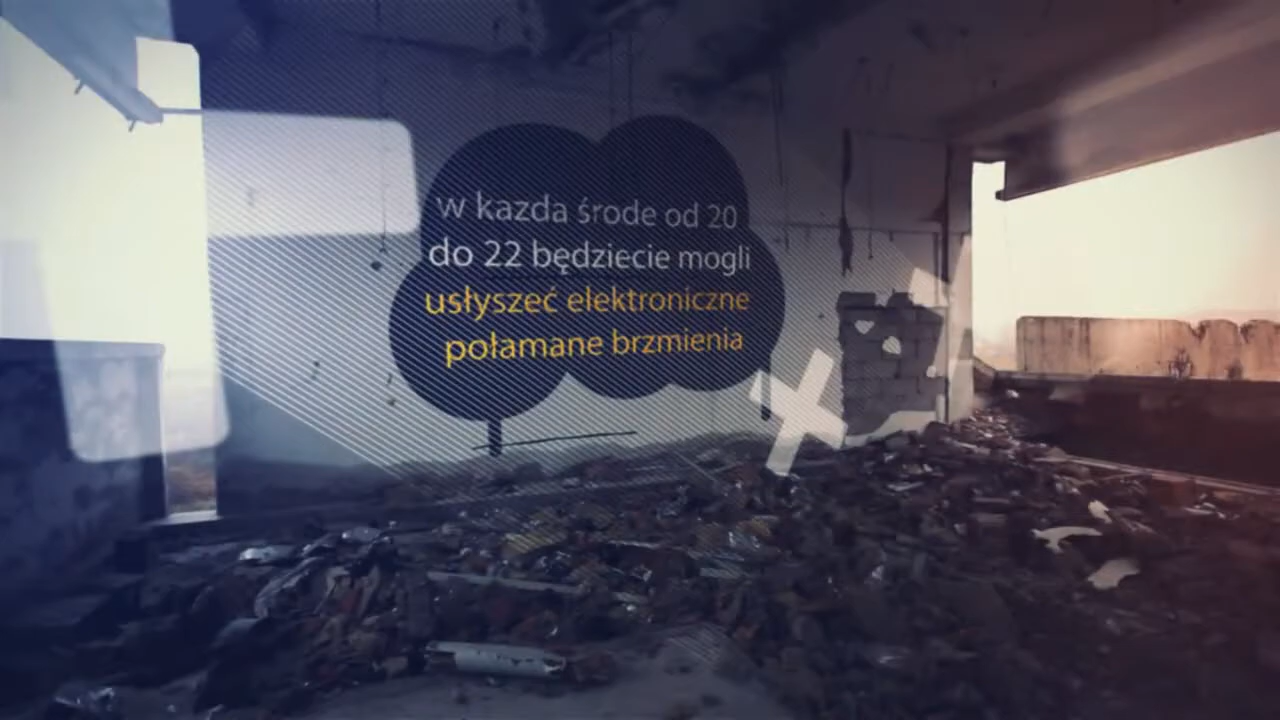 w kazda środe od 20
do 22 będziecie mogli
usłyszeć elektroniczne
połamane brzmienia